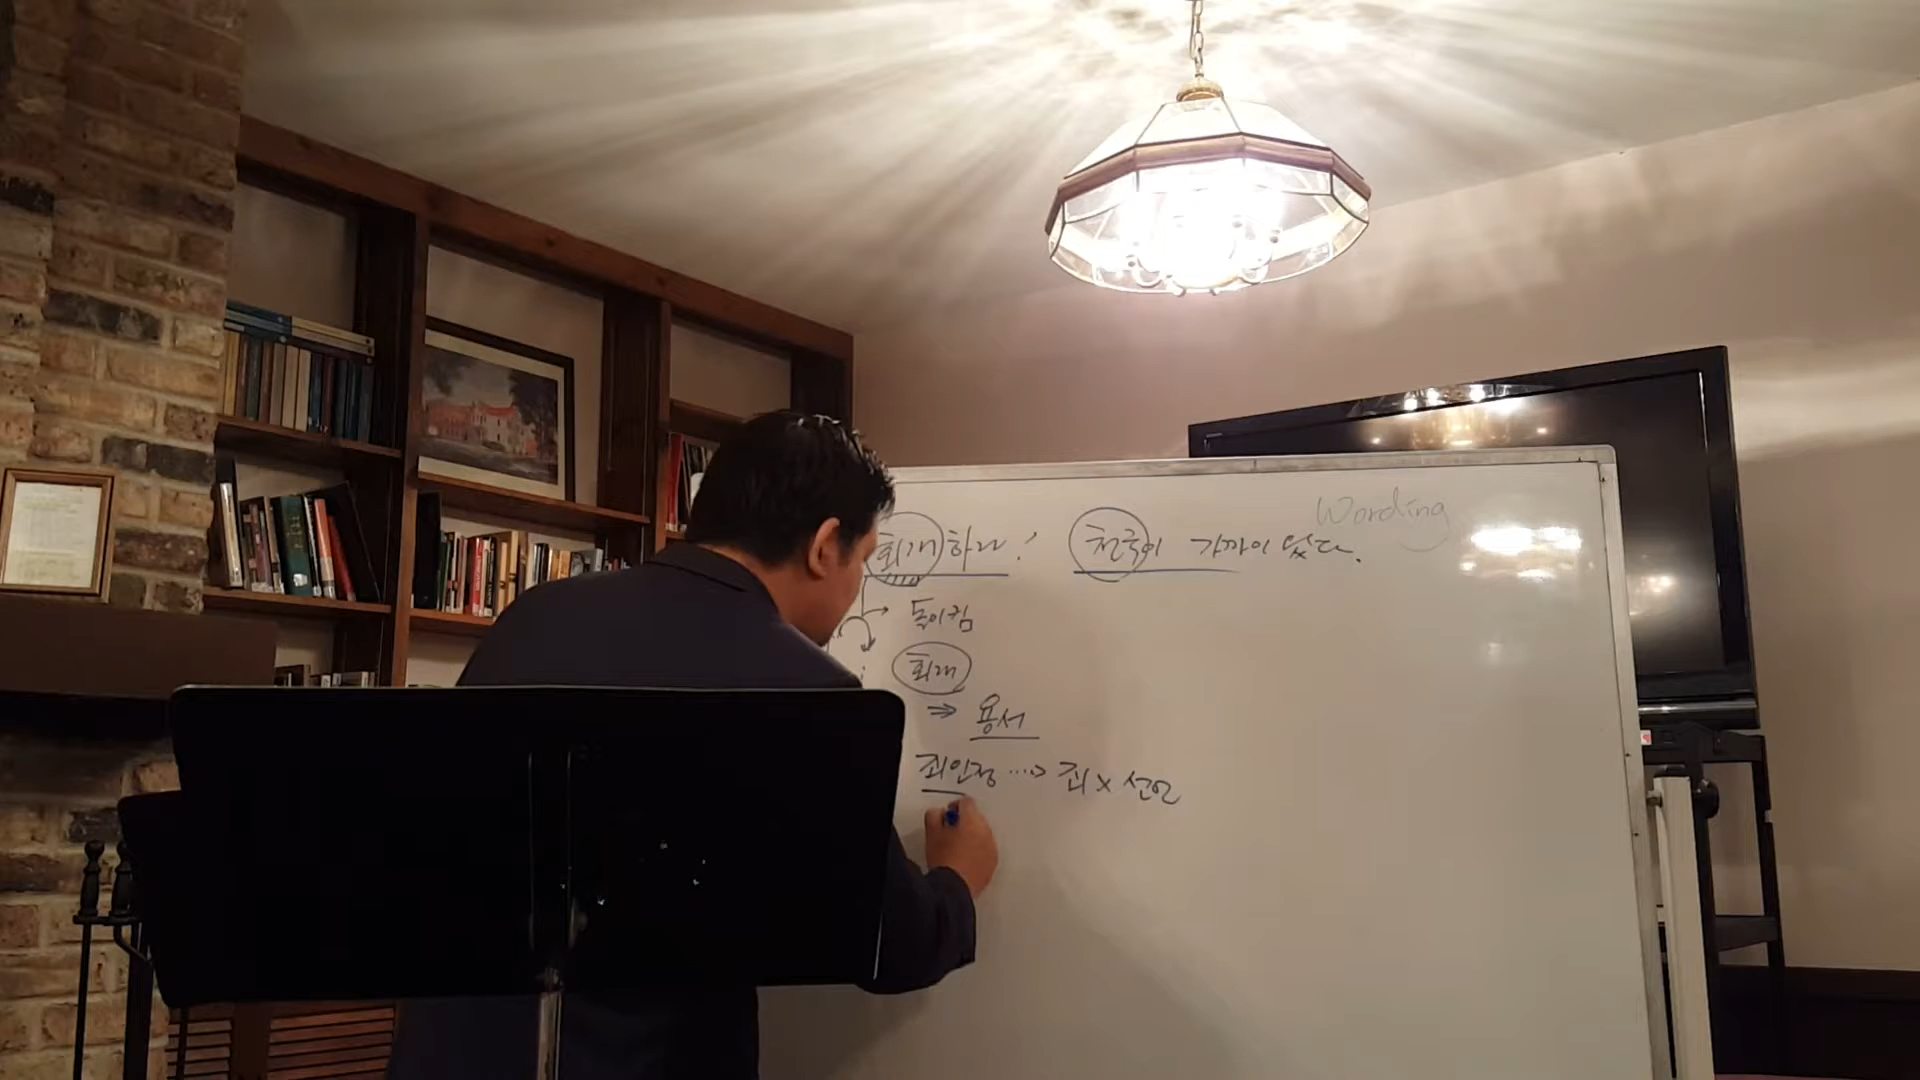 Wording
회개하라! 천국이 가까이 왔다.
→ 돌이킴
회개
⇒ 용서
죄인정 ⋯> 죄 x 선언